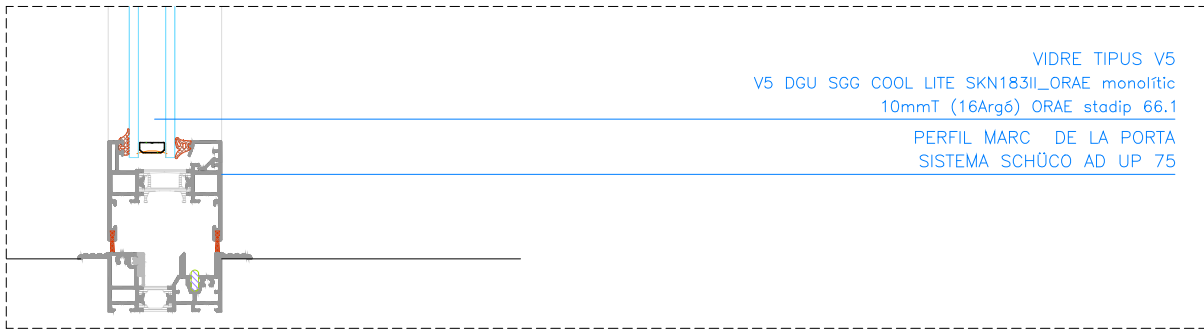 VIDRE TIPUS V5
V5 DGU SGG COOL LITE SKN183II_ORAE monolític
10mmT (16Argó) ORAE stadip 66.1
PERFIL MARC DE LA PORTA
SISTEMA SCHÜCO AD UP 75